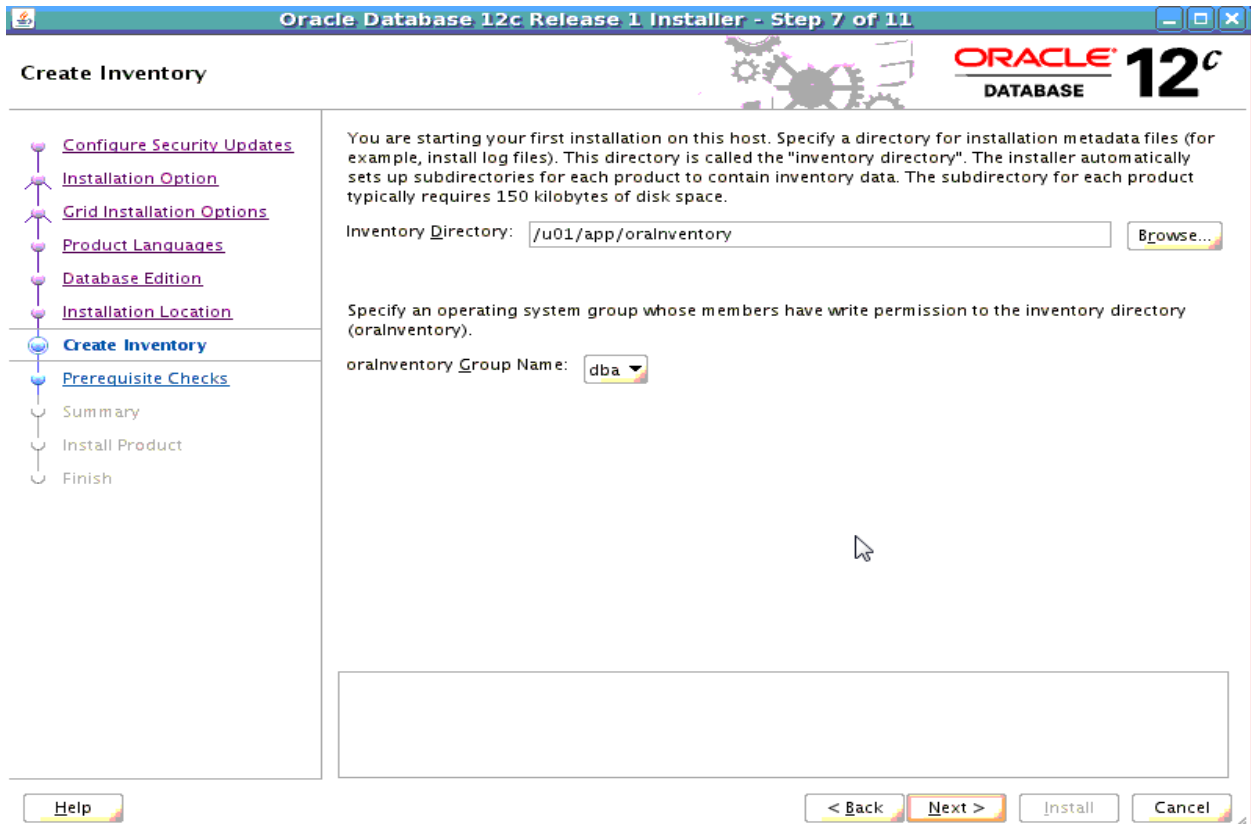 Oracle Database 12c Release 1 Installer - Step 7 of 11
Create Inventory
ORACLE
DATABASE
12c
Configure Security Updates
Installation Option
Grid Installation Options
Product Languages
Database Edition
Installation Location
Create Inventory
Prerequisite Checks
Summary
Install Product
Finish
You are starting your first installation on this host. Specify a directory for installation metadata files (for
example, install log files). This directory is called the "inventory directory". The installer automatically
sets up subdirectories for each product to contain inventory data. The subdirectory for each product
typically requires 150 kilobytes of disk space.
Inventory Directory: /u01/app/oraInventory Browse...
Specify an operating system group whose members have write permission to the inventory directory
(oraInventory).
oraInventory Group Name: dba
Help < Back Next > Install Cancel